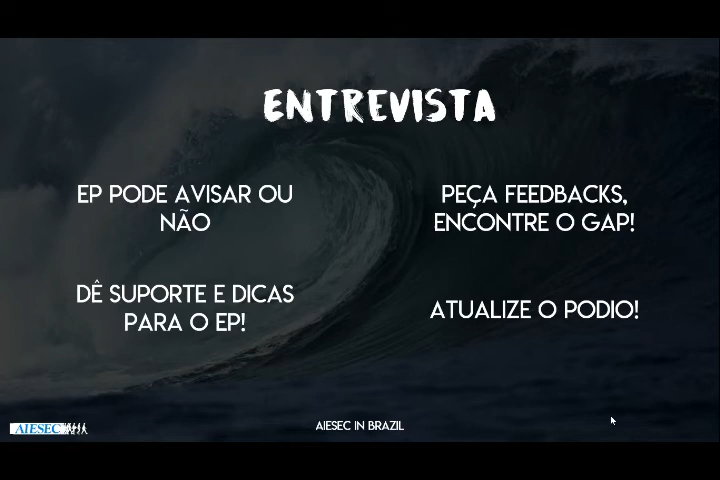 ENTREVISTA
EP PODE AVISAR OU
NÃO
DÊ SUPORTE E DICAS
PARA O EP!
PEÇA FEEDBACKS,
ENCONTRE O GAP!
ATUALIZE O PODIO!
AIESEC
AIESEC IN BRAZIL